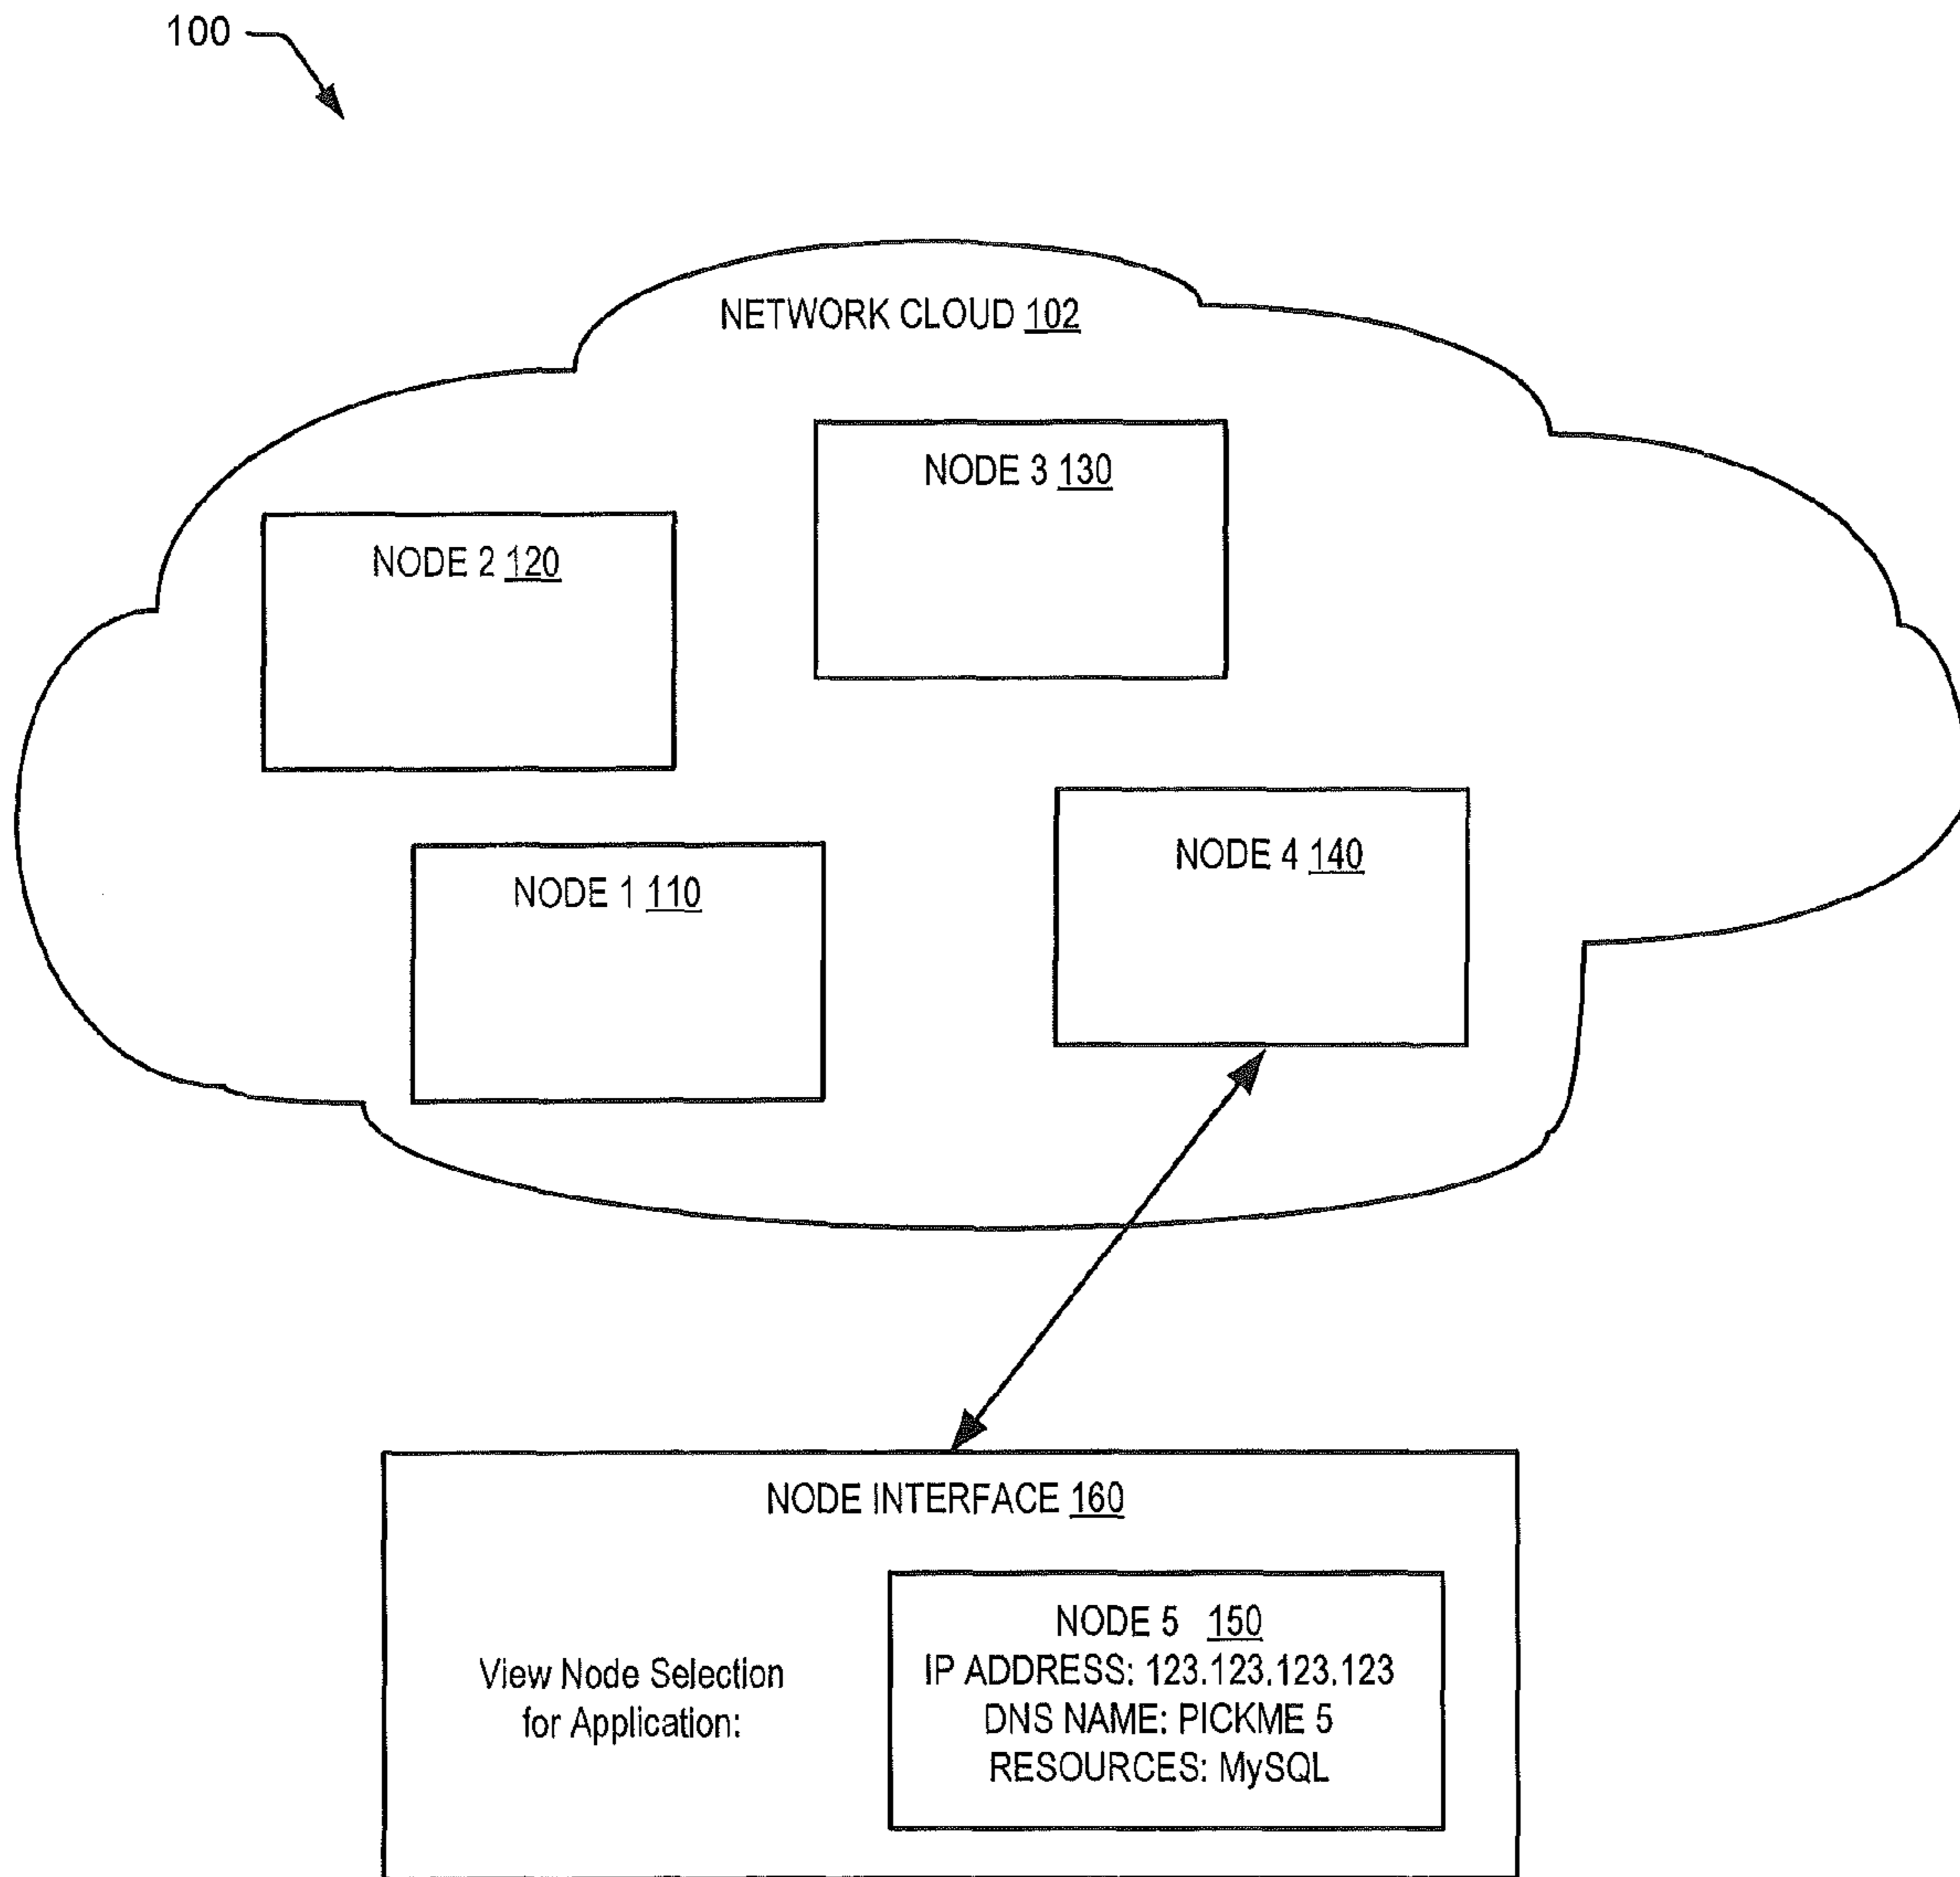 100
NETWORK CLOUD 102
NODE 3 130
NODE 2 120
NODE 4 140
NODE 1 110
NODE INTERFACE 160
View Node Selection
for Application:
NODE 5 150
IP ADDRESS: 123.123.123.123
DNS NAME: PICKME 5
RESOURCES: MySQL